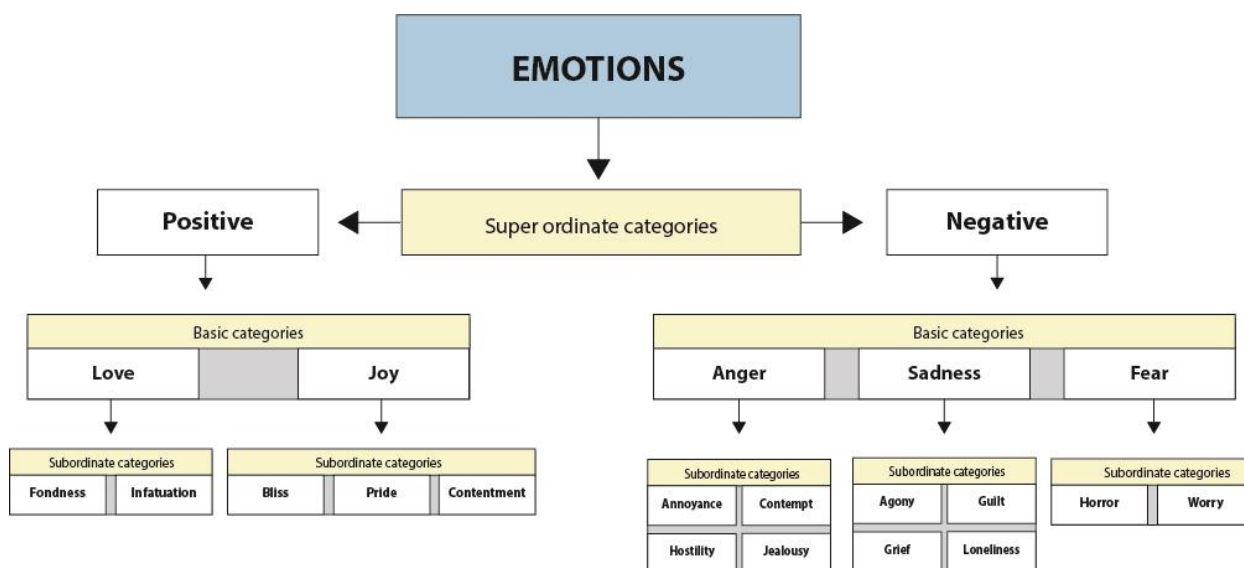 EMOTIONS
Positive
Super ordinate categories
Negative
Basic categories
Love
Joy
Basic categories
Anger
Sadness
Fear
Subordinate categories
Fondness
Infatuation
Subordinate categories
Bliss
Pride
Contentment
Subordinate categories
Annoyance
Contempt
Hostility
Jealousy
Subordinate categories
Agony
Guilt
Grief
Loneliness
Subordinate categories
Horror
Worry